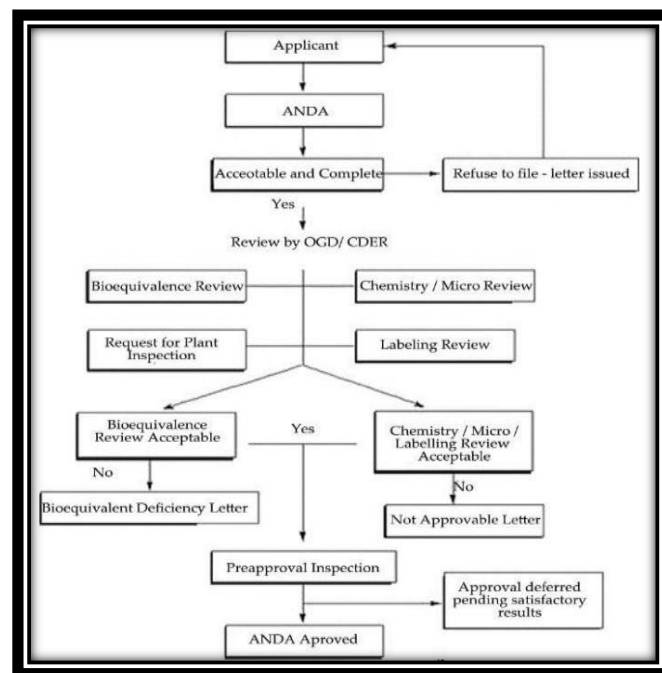 Applicant
ANDA
Acceotable and Complete
Refuse to file - letter issued
Yes
Review by OGD/ CDER
Bioequivalence Review
Chemistry / Micro Review
Request for Plant
Inspection
Labeling Review
Bioequivalence
Review Acceptable
Yes
Chemistry / Micro /
Labelling Review
Acceptable
No
No
Bioequivalent Deficiency Letter
Not Approvable Letter
Preapproval Inspection
Approval deferred
pending satisfactory
results
ANDA Aproved